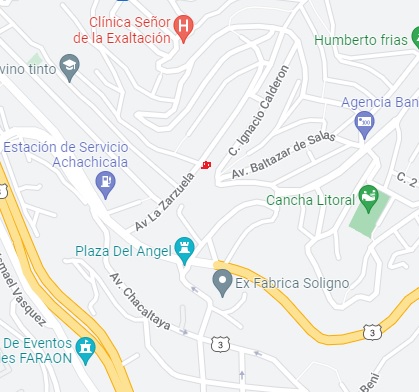 Clínica Señor
de la Exaltación
Humberto frias
vino tinto
C. Ignacio Calderon
Agencia Ban
Estación de Servicio
Achachicala
Av. Baltazar de Salas
C. 2
Av La Zarzuela
Cancha Litoral
3
Plaza Del Angel
Ex Fabrica Soligno
Av. Chacaltaya
smael Vasquez
3
3
De Eventos
es FARAON
Beni